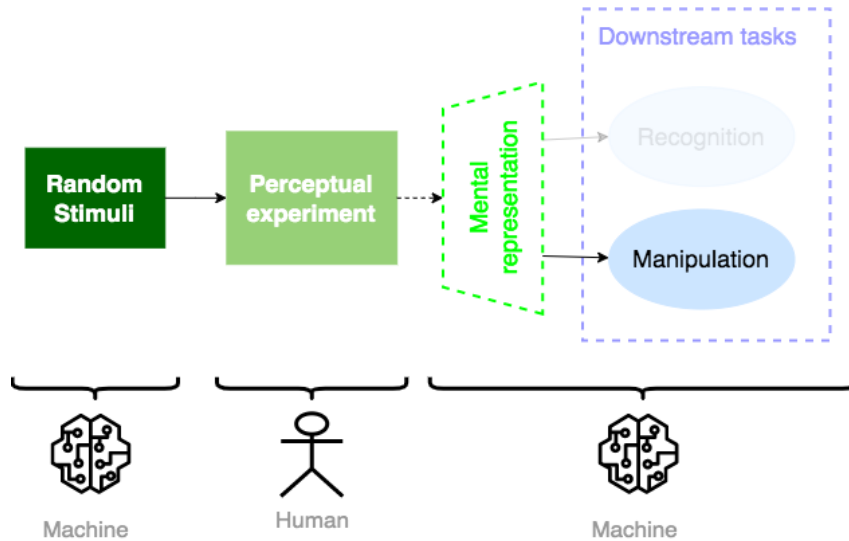 Downstream tasks
Random
Stimuli
Perceptual
experiment
Mental
representation
Recognition
Manipulation
Machine
Human
Machine